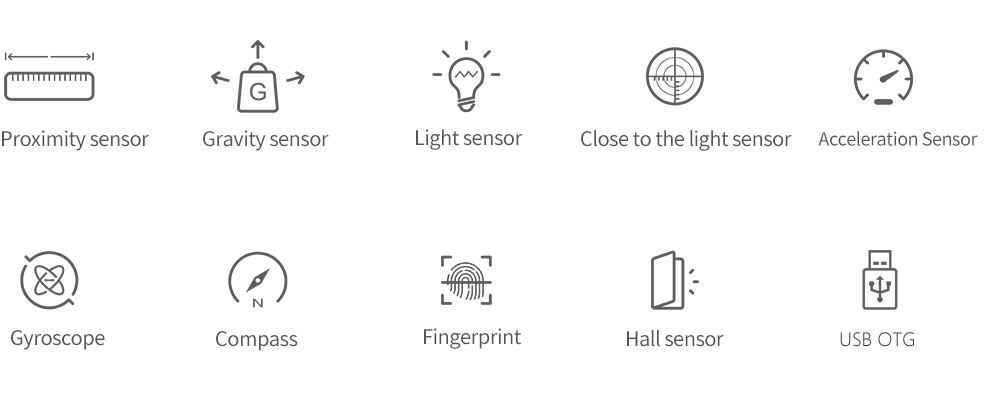 G
Proximity sensor
Gravity sensor
Light sensor
Close to the light sensor
Acceleration Sensor
N
Gyroscope
Compass
Fingerprint
Hall sensor
USB OTG